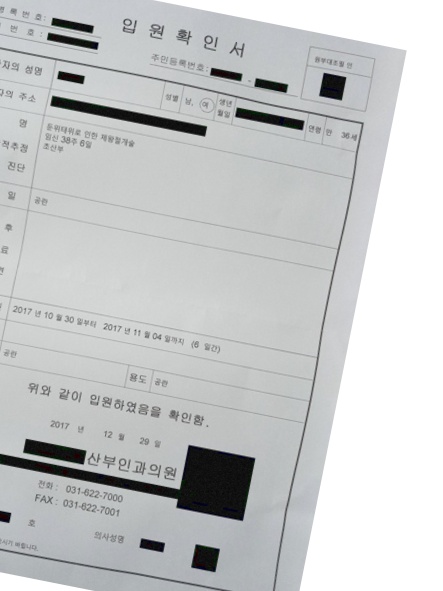 입 원 확 인 서
록 번 호 :
번 호 :
주민등록번호 : -
원부대조필 인
자의 성명
성별 남, 여 생년월일 연령 만 36세
자의 주소
명
둔위태위로 인한 제왕절개술
임신 38주 6일
조산부
적추정
진단
일 공란
후
료
견
2017 년 10 월 30 일부터 2017 년 11 월 04 일까지 (6 일간)
공란 용도 공란
위와 같이 입원하였음을 확인함.
2017 년 12 월 29 일
산부인과의원
전화 : 031-622-7000
FAX : 031-622-7001
호 의사성명
시기 바랍니다.